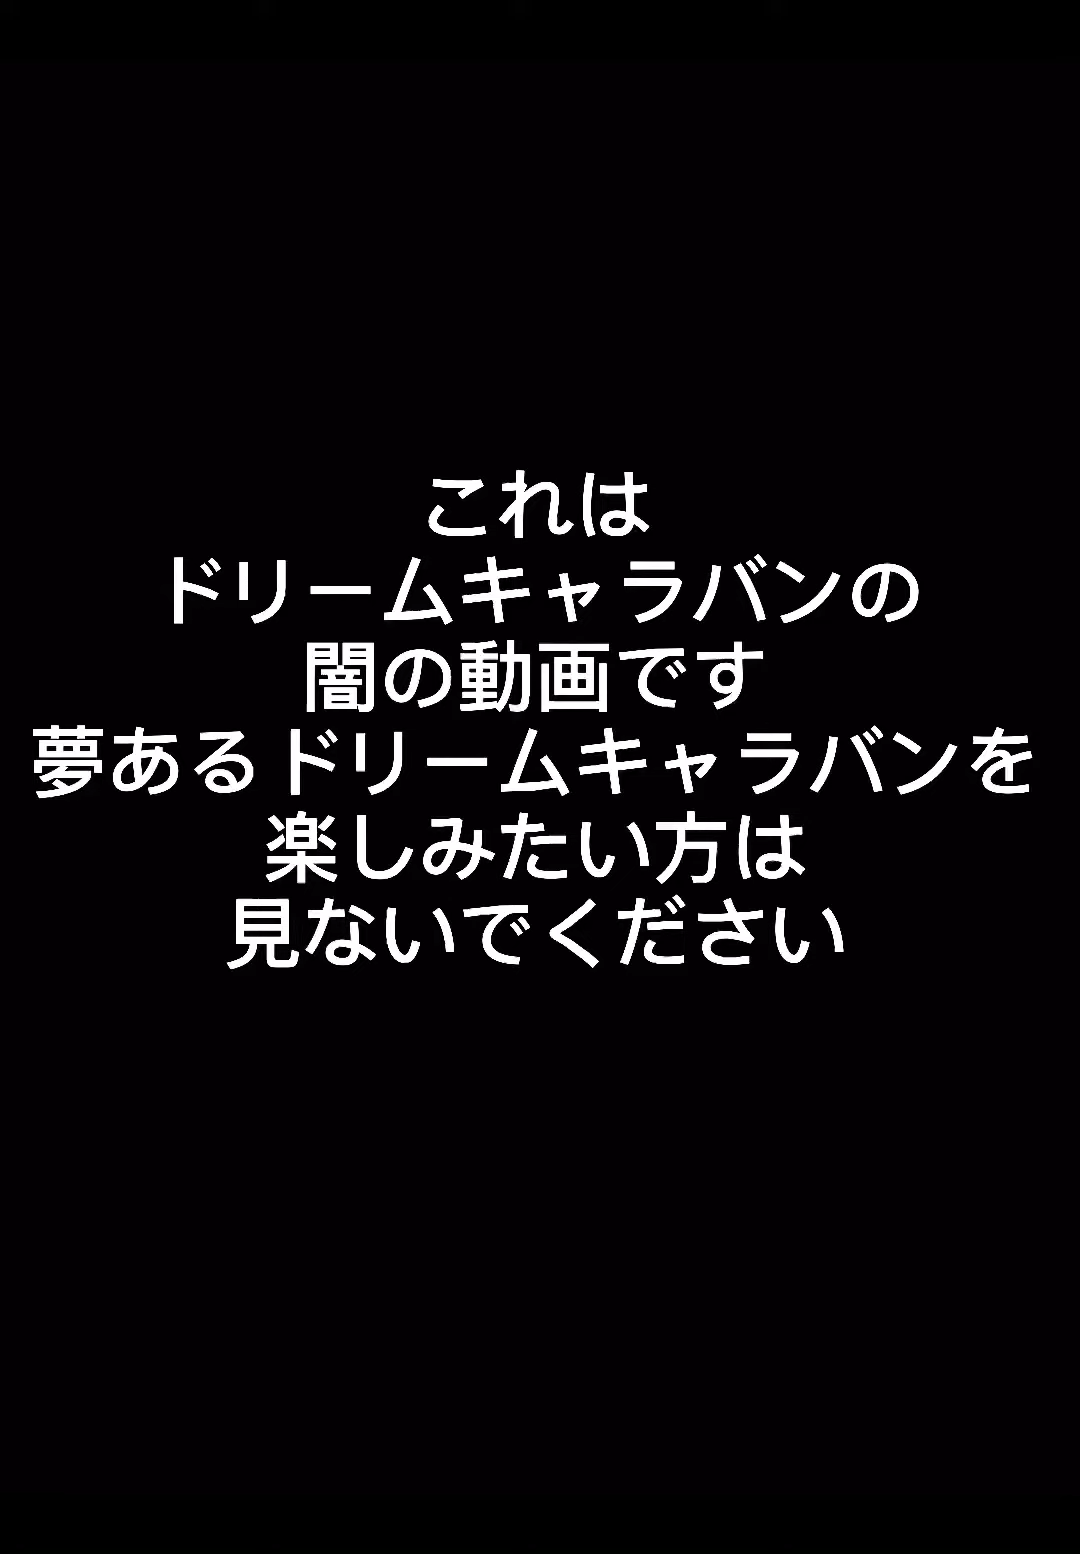 これは
ドリームキャラバンの
闇の動画です
夢あるドリームキャラバンを
楽しみたい方は
見ないでください